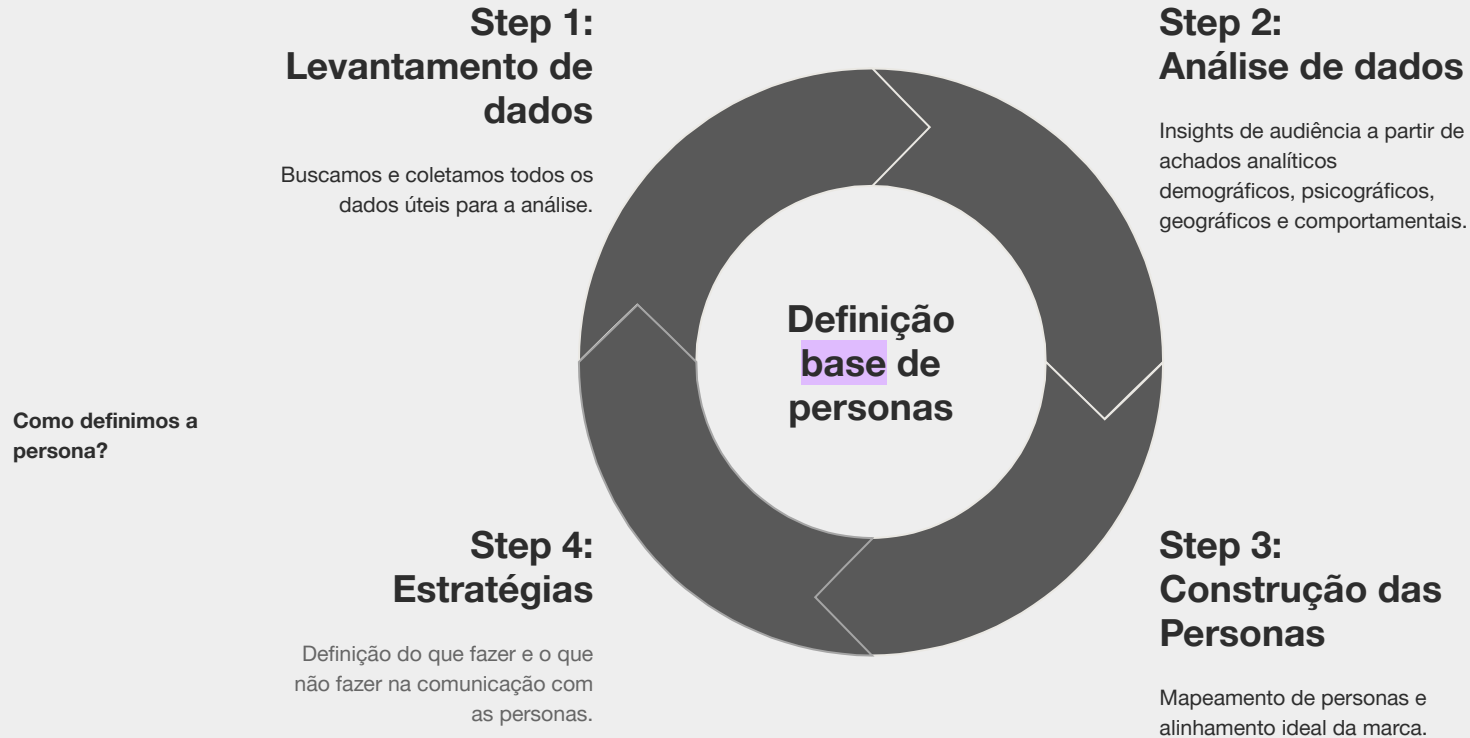 Como definimos a
persona?
Step 1:
Levantamento de
dados
Buscamos e coletamos todos os
dados úteis para a análise.
Step 2:
Análise de dados
Insights de audiência a partir de
achados analíticos
demográficos, psicográficos,
geográficos e comportamentais.
Definição
base de
personas
Step 3:
Construção das
Personas
Mapeamento de personas e
alinhamento ideal da marca.
Step 4:
Estratégias
Definição do que fazer e o que
não fazer na comunicação com
as personas.